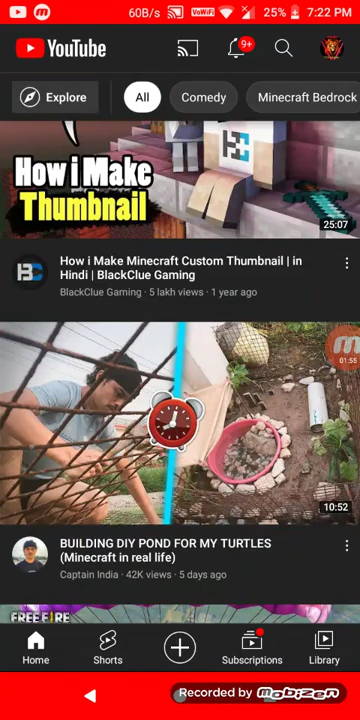 60B/s VoWiFi 25% 7:22 PM
YouTube 9+
Explore All Comedy Minecraft Bedrock
How i Make
Thumbnail
25:07
How i Make Minecraft Custom Thumbnail | in
Hindi | BlackClue Gaming
BlackClue Gaming · 5 lakh views · 1 year ago
01:55
10:52
BUILDING DIY POND FOR MY TURTLES
(Minecraft in real life)
Captain India · 42K views · 5 days ago
FREE FIRE
Home Shorts Subscriptions Library
Recorded by mobizen